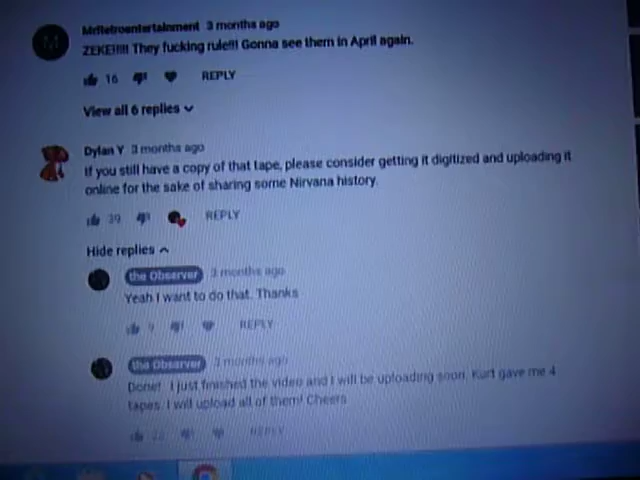 M
MrRetroentertainment 3 months ago
ZEKE!!!!! They fucking rule!!! Gonna see them in April again.
16 REPLY
View all 6 replies
Dylan Y 3 months ago
If you still have a copy of that tape, please consider getting it digitized and uploading it
online for the sake of sharing some Nirvana history.
39 REPLY
Hide replies
the Observer 3 months ago
Yeah I want to do that. Thanks
9 REPLY
the Observer 3 months ago
Done! I just finished the video and I will be uploading soon. Kurt gave me 4
tapes. I will upload all of them! Cheers
REPLY